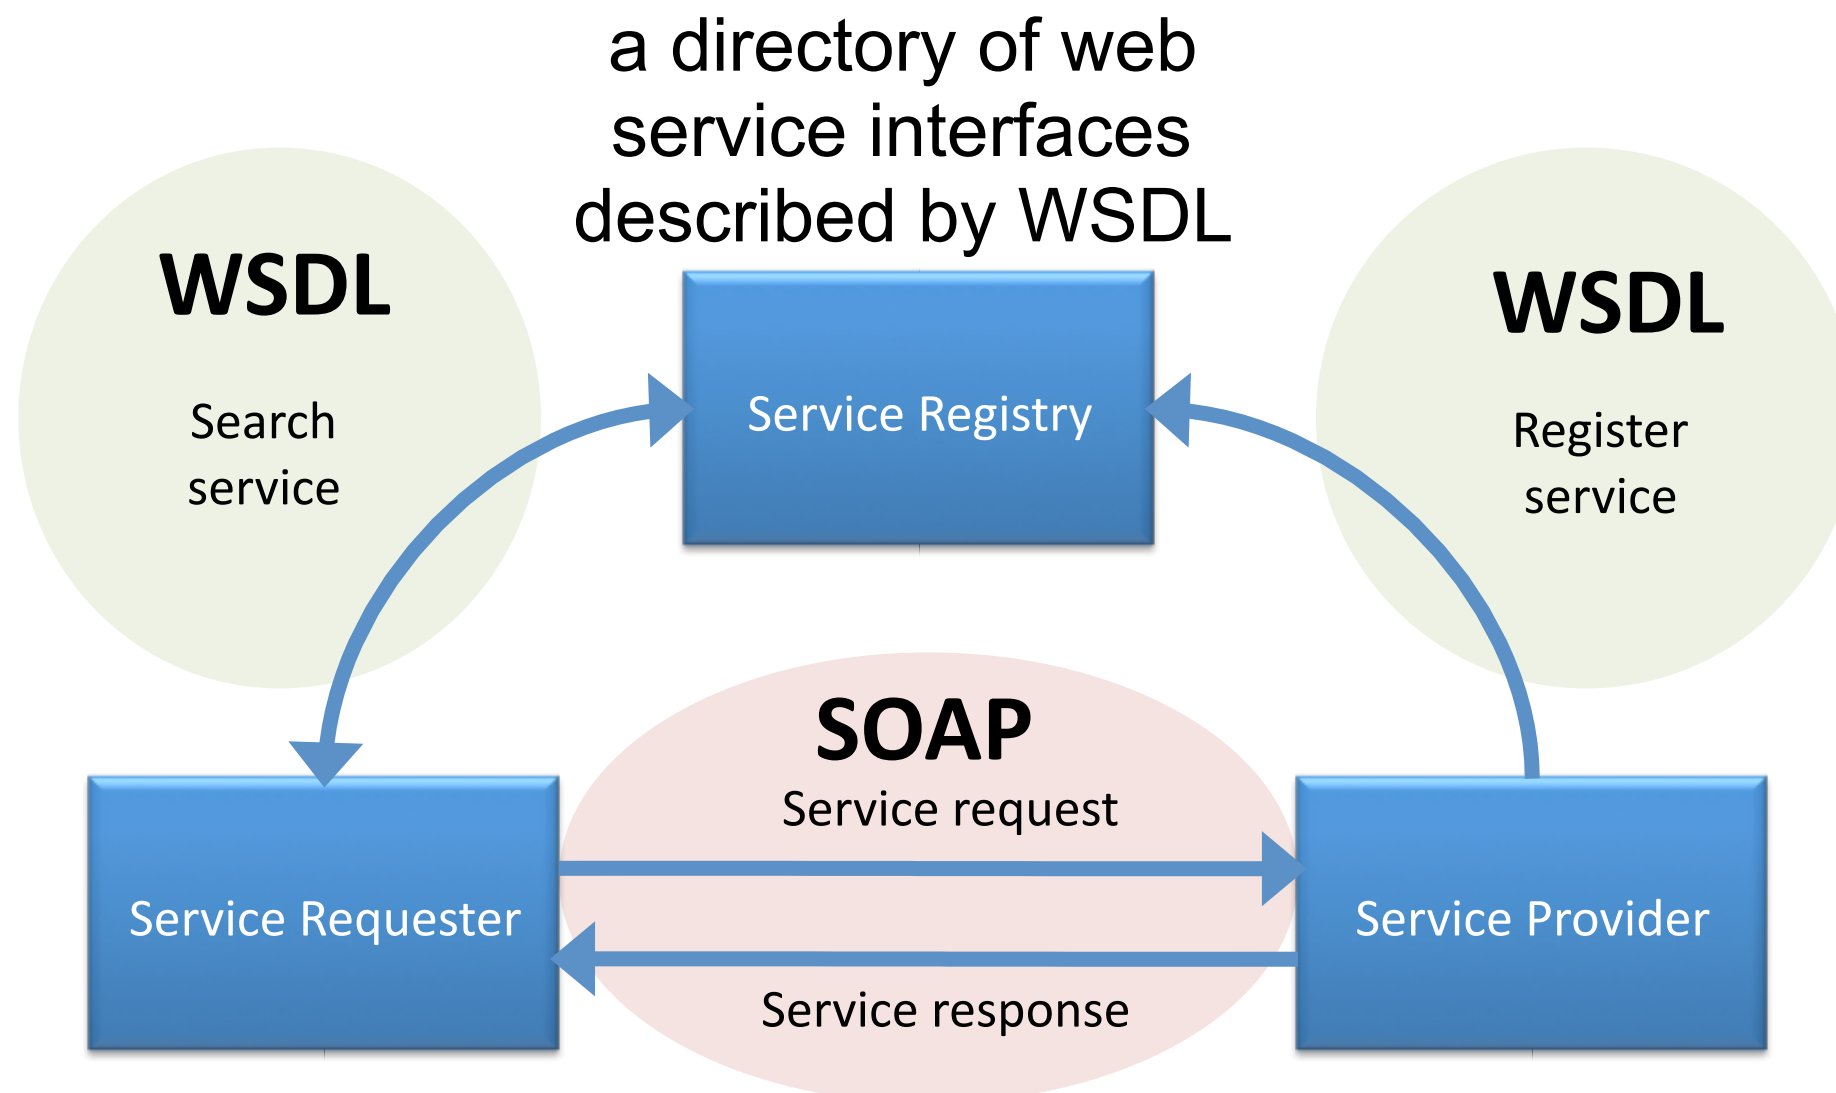 a directory of web
service interfaces
described by WSDL
WSDL
Search
service
Service Registry
WSDL
Register
service
SOAP
Service request
Service Requester
Service Provider
Service response